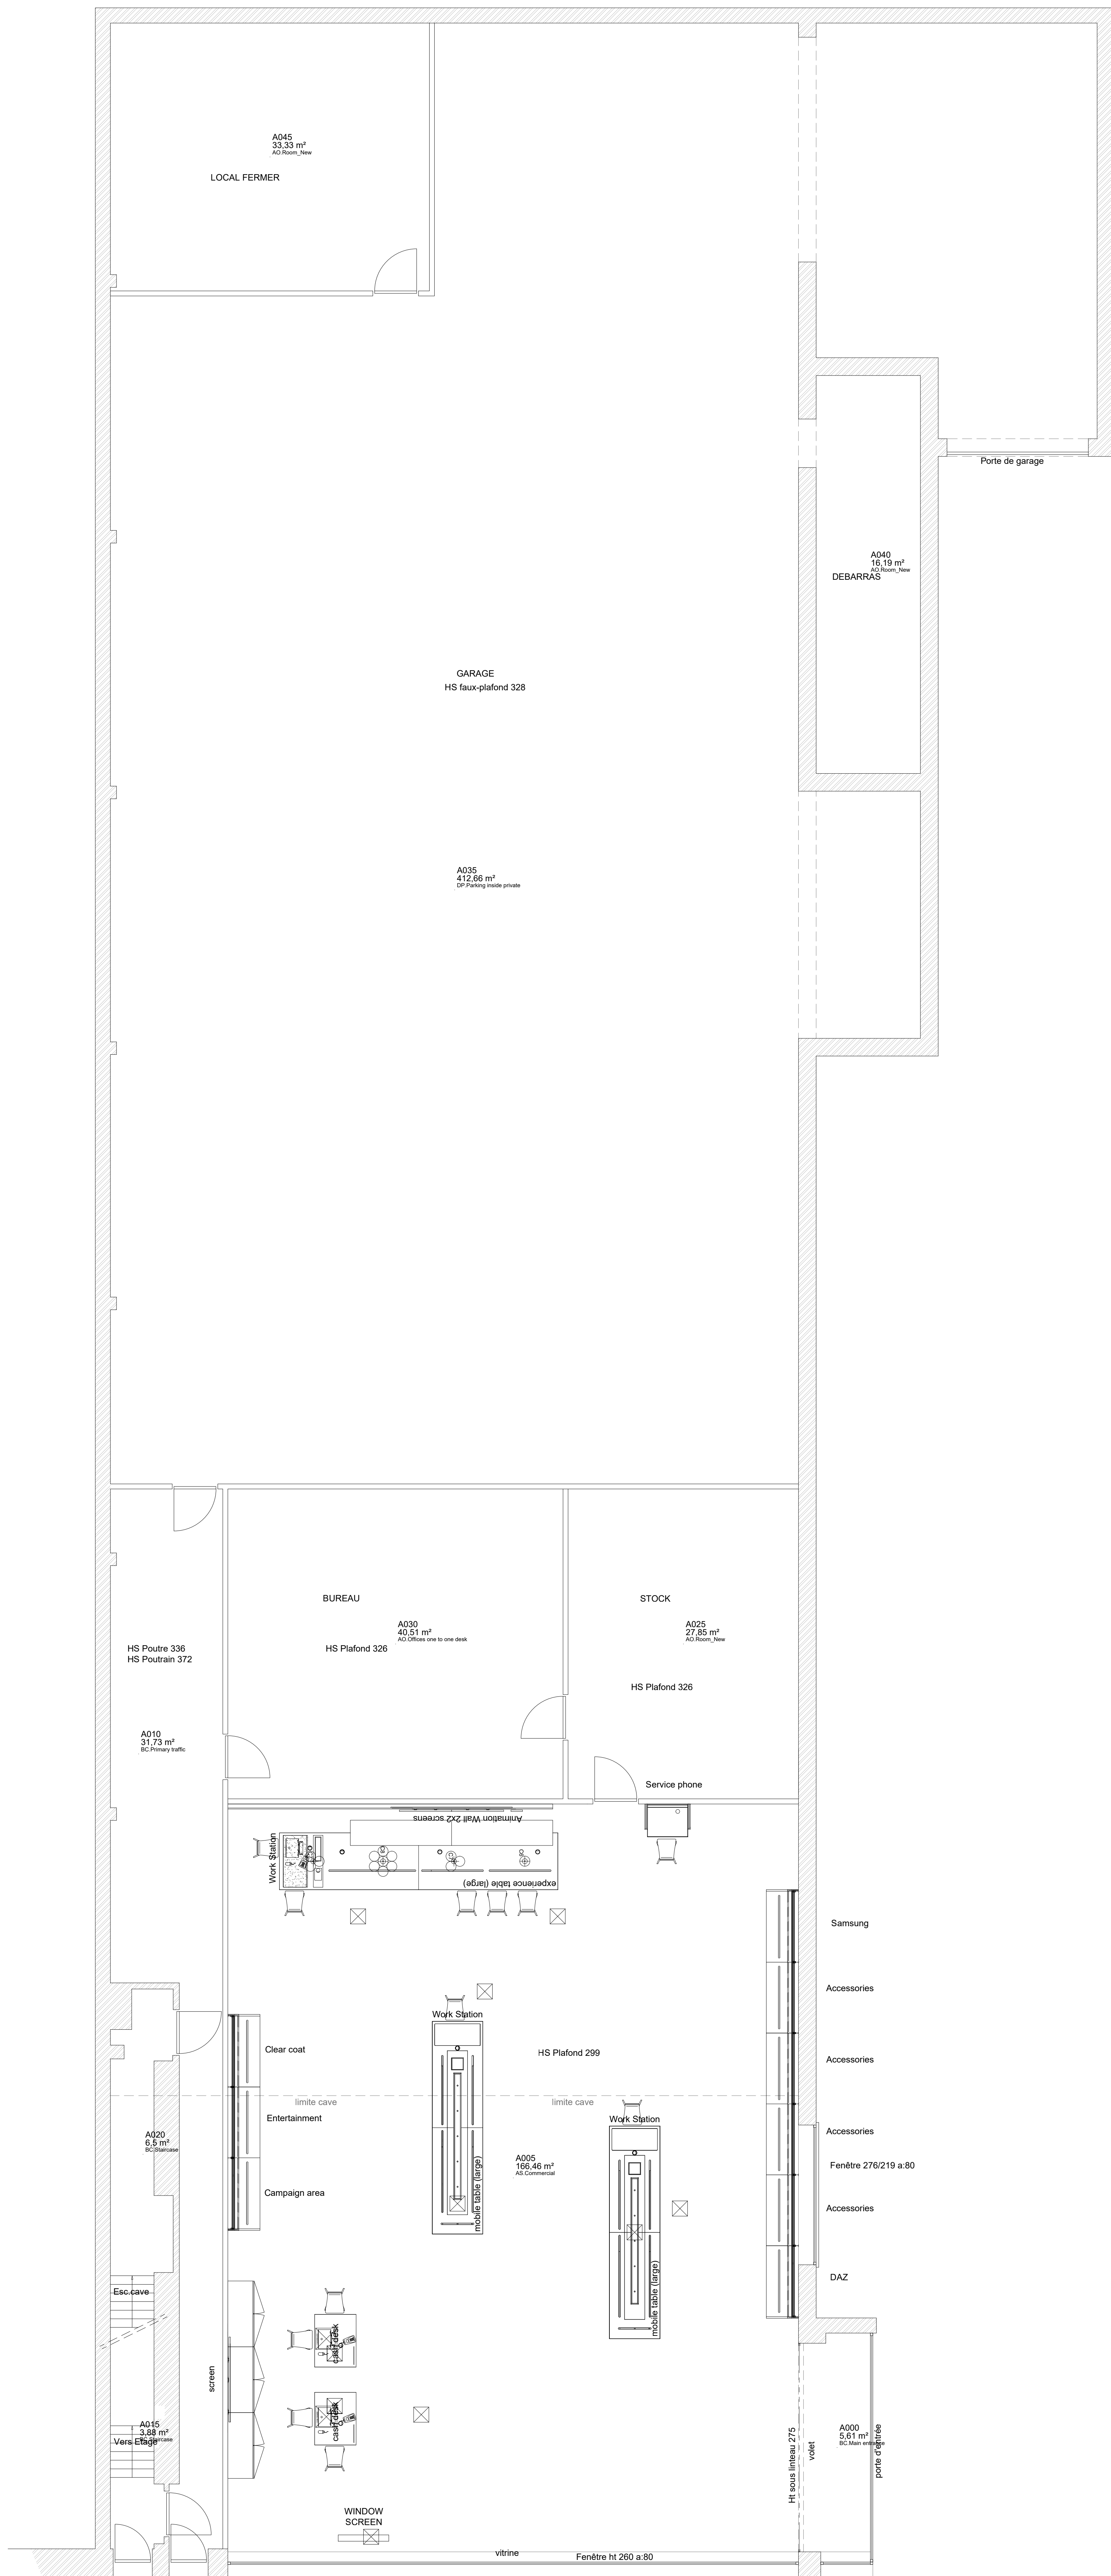 A045
33,33 m²
AO.Room_New
LOCAL FERMER
Porte de garage
A040
16,19 m²
AO.Room_New
DEBARRAS
GARAGE
HS faux-plafond 328
A035
412,66 m²
DP.Parking inside private
BUREAU
A030
40,51 m²
AO.Offices one to one desk
HS Plafond 326
STOCK
A025
27,85 m²
AO.Room_New
HS Plafond 326
HS Poutre 336
HS Poutrain 372
A010
31,73 m²
BC.Primary traffic
Service phone
Animation Wall 2x2 screens
Work Station
experience table (large)
Samsung
Accessories
Work Station
Clear coat
HS Plafond 299
Accessories
limite cave
limite cave
Entertainment
Work Station
Accessories
A020
6,5 m²
BC.Staircase
A005
166,46 m²
AS.Commercial
Fenêtre 276/219 a:80
mobile table (large)
Campaign area
Accessories
mobile table (large)
DAZ
Esc.cave
cash desk
screen
cash desk
A015
3,88 m²
BC.Staircase
Vers Etage
A000
5,61 m²
BC.Main entrance
Ht sous linteau 275
volet
porte d'entrée
WINDOW
SCREEN
vitrine
Fenêtre ht 260 a:80